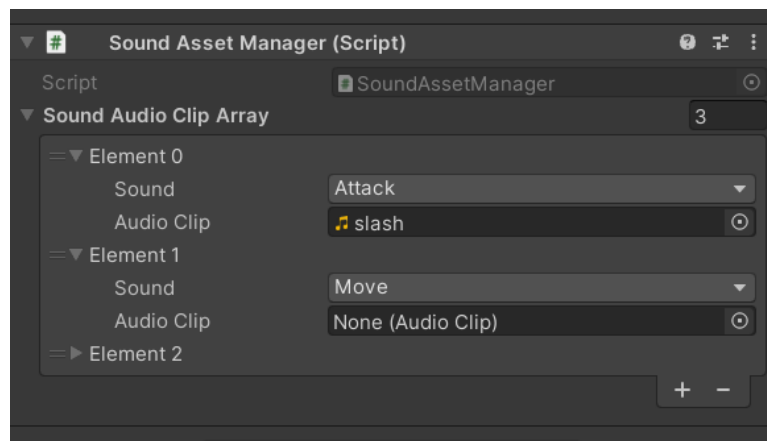 # Sound Asset Manager (Script)
Script SoundAssetManager
Sound Audio Clip Array 3
Element 0
Sound Attack
Audio Clip slash
Element 1
Sound Move
Audio Clip None (Audio Clip)
Element 2
+ −